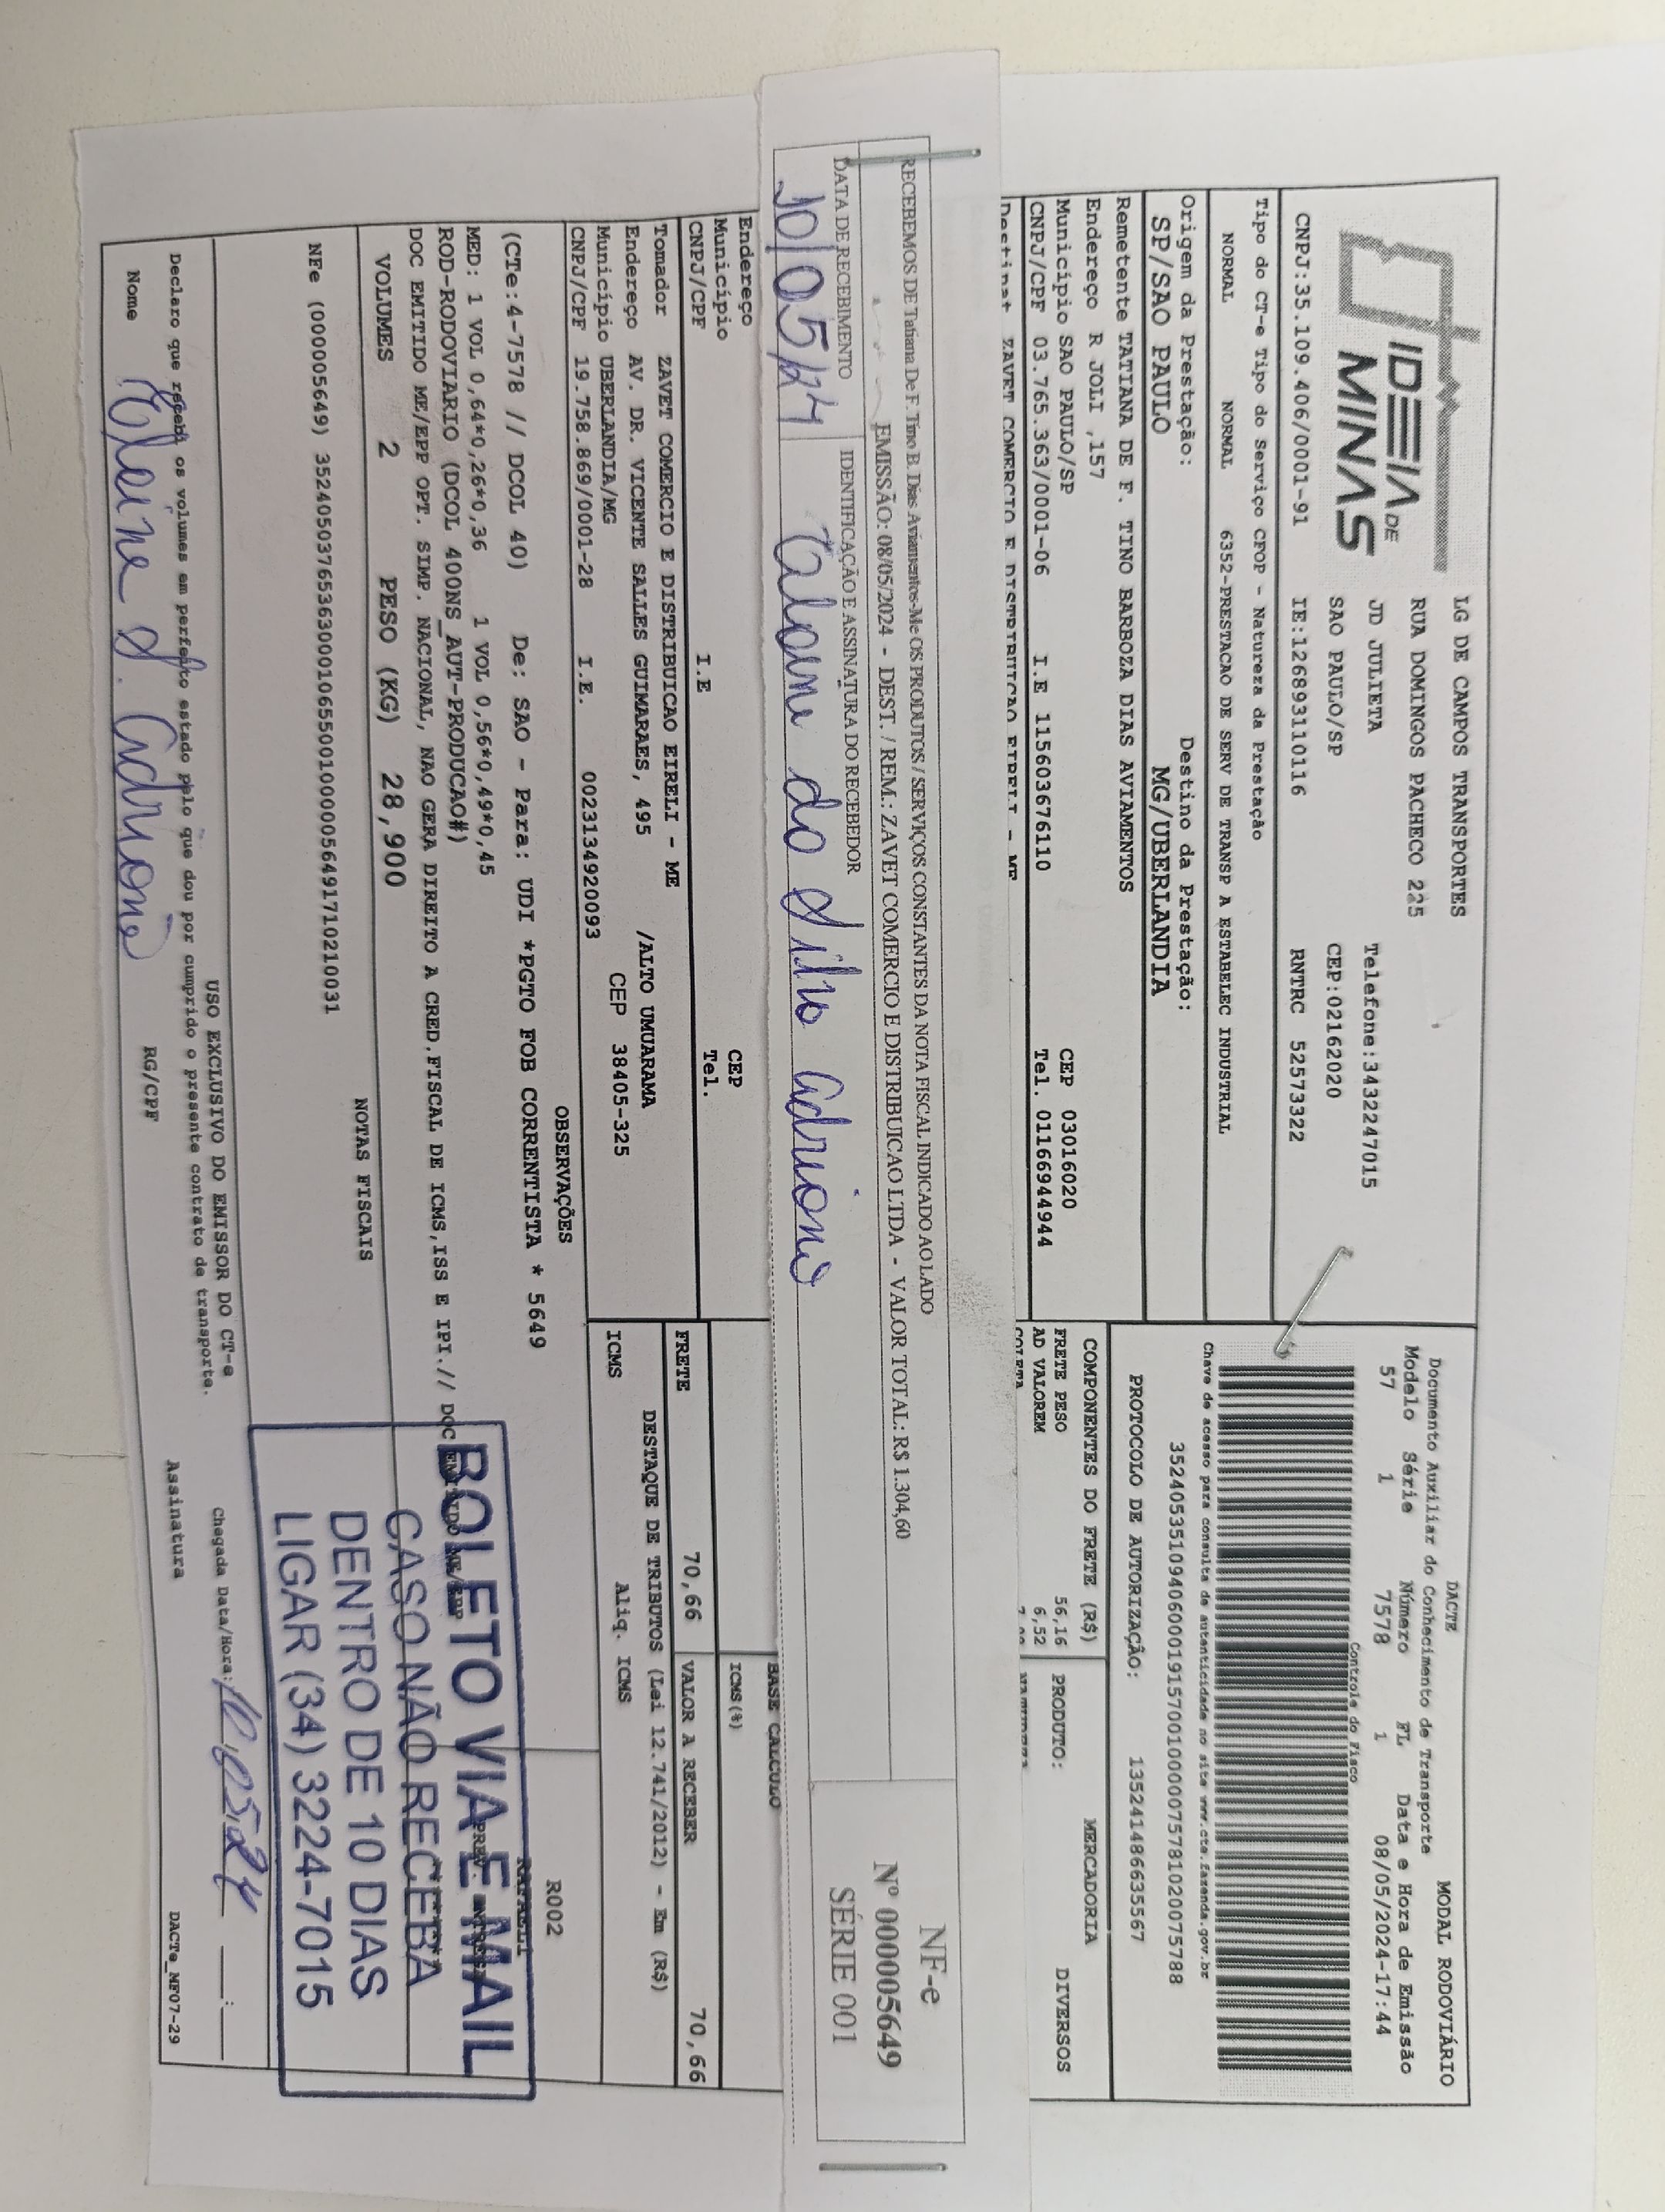 IDEIA DE
MINAS
LG DE CAMPOS TRANSPORTES
RUA DOMINGOS PACHECO 225
JD JULIETA Telefone:3432247015
SAO PAULO/SP CEP:02162020
CNPJ:35.109.406/0001-91 IE:126893110116 RNTRC 52573322
DACTE MODAL RODOVIÁRIO
Documento Auxiliar do Conhecimento de Transporte
Modelo Série Número FL Data e Hora de Emissão
57 1 7578 1 08/05/2024-17:44
Controle do Fisco
Chave de acesso para consulta de autenticidade no site www.cte.fazenda.gov.br
35240535109406000191570010000075781020075788
PROTOCOLO DE AUTORIZAÇÃO: 135241486635567
Tipo do CT-e Tipo do Serviço CFOP - Natureza da Prestação
NORMAL NORMAL 6352-PRESTACAO DE SERV DE TRANSP A ESTABELEC INDUSTRIAL
Origem da Prestação: Destino da Prestação:
SP/SAO PAULO MG/UBERLANDIA
Remetente TATIANA DE F. TINO BARBOZA DIAS AVIAMENTOS
Endereço R JOLI ,157
Município SAO PAULO/SP CEP 03016020
CNPJ/CPF 03.765.363/0001-06 I.E 115603676110 Tel. 01166944944
Destinat ZAVET COMERCIO E DISTRIBUICAO EIRELI - ME
COMPONENTES DO FRETE (R$) MERCADORIA
FRETE PESO 56,16 PRODUTO: DIVERSOS
AD VALOREM 6,52
COLETA
RECEBEMOS DE Tatiana De F. Tino B. Dias Aviamentos-Me OS PRODUTOS / SERVIÇOS CONSTANTES DA NOTA FISCAL INDICADO AO LADO
EMISSÃO: 08/05/2024 - DEST. / REM.: ZAVET COMERCIO E DISTRIBUICAO LTDA - VALOR TOTAL: R$ 1.304,60
DATA DE RECEBIMENTO IDENTIFICAÇÃO E ASSINATURA DO RECEBEDOR
10/05/24 da Silva Adriano
NF-e
Nº 000005649
SÉRIE 001
Endereço
Município CEP
CNPJ/CPF I.E Tel.
BASE CALCULO
ICMS(%)
Tomador ZAVET COMERCIO E DISTRIBUICAO EIRELI - ME
Endereço AV. DR. VICENTE SALLES GUIMARAES, 495 /ALTO UMUARAMA
Município UBERLANDIA/MG CEP 38405-325
CNPJ/CPF 19.758.869/0001-28 I.E. 0023134920093
FRETE 70,66 VALOR A RECEBER 70,66
DESTAQUE DE TRIBUTOS (Lei 12.741/2012) - Em (R$)
ICMS Aliq. ICMS
OBSERVAÇÕES
R002
RAFAELI
(CTe:4-7578 // DCOL 40) De: SAO - Para: UDI *PGTO FOB CORRENTISTA * 5649
MED: 1 VOL 0,64*0,26*0,36 1 VOL 0,56*0,49*0,45
ROD-RODOVIARIO (DCOL 400NS_AUT-PRODUCAO#)
DOC EMITIDO ME/EPP OPT. SIMP. NACIONAL, NAO GERA DIREITO A CRED.FISCAL DE ICMS,ISS E IPI.// DOC EMITIDO ME/EPP
VOLUMES 2 PESO (KG) 28,900
NOTAS FISCAIS
NFe (000005649) 35240503765363000106550010000056491710210031
BOLETO VIA E-MAIL
CASO NÃO RECEBA
DENTRO DE 10 DIAS
LIGAR (34) 3224-7015
USO EXCLUSIVO DO EMISSOR DO CT-e
Declaro que recebi os volumes em perfeito estado pelo que dou por cumprido o presente contrato de transporte.
Chegada Data/Hora: 10.05.24 __:__
Nome S. Adriano RG/CPF Assinatura
DACTe_MF07-29